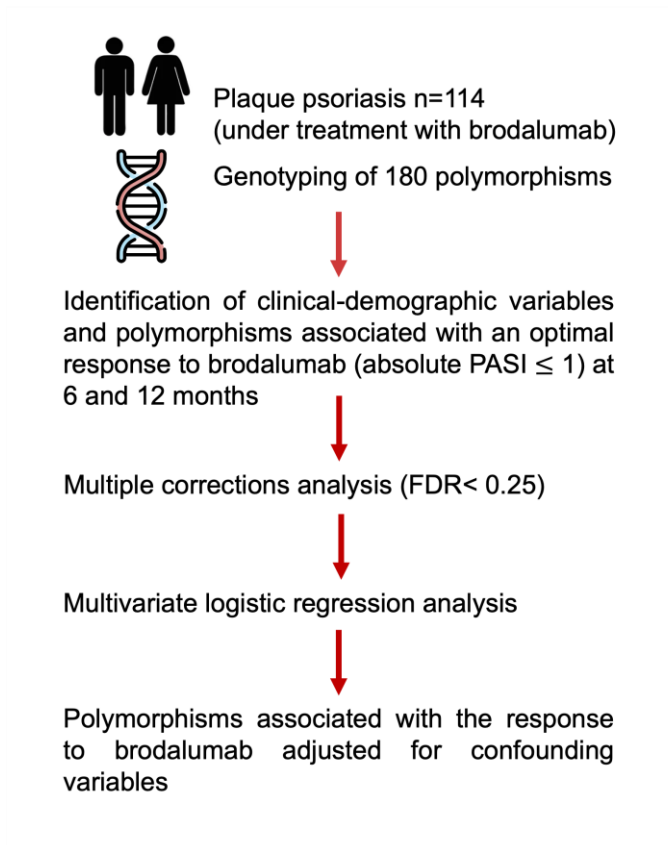 Plaque psoriasis n=114
(under treatment with brodalumab)
Genotyping of 180 polymorphisms
Identification of clinical-demographic variables
and polymorphisms associated with an optimal
response to brodalumab (absolute PASI ≤ 1) at
6 and 12 months
Multiple corrections analysis (FDR< 0.25)
Multivariate logistic regression analysis
Polymorphisms associated with the response
to brodalumab adjusted for confounding
variables